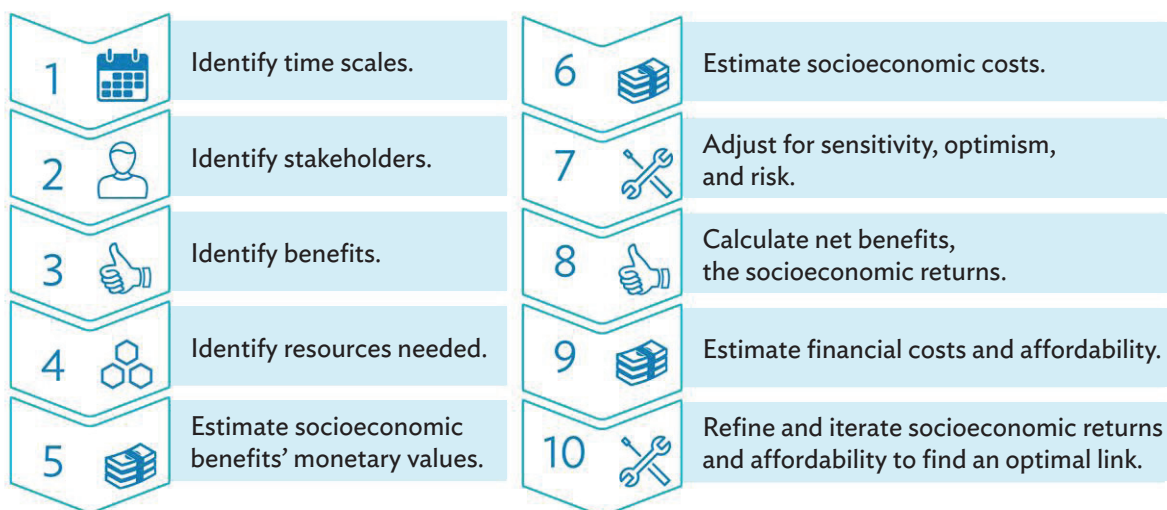 1
Identify time scales.
2
Identify stakeholders.
3
Identify benefits.
4
Identify resources needed.
5
Estimate socioeconomic
benefits’ monetary values.
6
Estimate socioeconomic costs.
7
Adjust for sensitivity, optimism,
and risk.
8
Calculate net benefits,
the socioeconomic returns.
9
Estimate financial costs and affordability.
10
Refine and iterate socioeconomic returns
and affordability to find an optimal link.